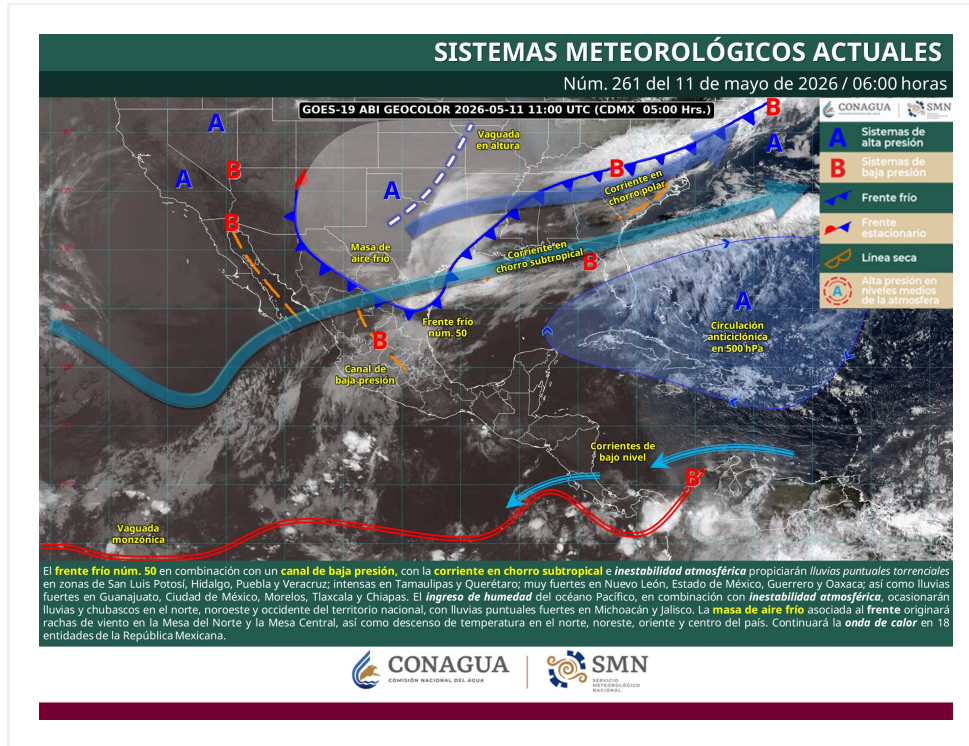 SISTEMAS METEOROLÓGICOS ACTUALES
Núm. 261 del 11 de mayo de 2026 / 06:00 horas
GOES-19 ABI GEOCOLOR 2026-05-11 11:00 UTC (CDMX 05:00 Hrs.)
CONAGUA
SMN
A
Sistemas de
alta presión
B
Sistemas de
baja presión
Frente frío
Frente
estacionario
Línea seca
A
Alta presión en
niveles medios
de la atmosfera
B
A
A
Vaguada
en altura
B
B
A
A
Corriente en
chorro polar
B
Masa de
aire frío
Corriente en
chorro subtropical
B
A
Frente frío
núm. 50
Circulación
anticiclónica
en 500 hPa
B
Canal de
baja presión
Corrientes de
bajo nivel
B
Vaguada
monzónica
El frente frío núm. 50 en combinación con un canal de baja presión, con la corriente en chorro subtropical e inestabilidad atmosférica propiciarán lluvias puntuales torrenciales
en zonas de San Luis Potosí, Hidalgo, Puebla y Veracruz; intensas en Tamaulipas y Querétaro; muy fuertes en Nuevo León, Estado de México, Guerrero y Oaxaca; así como lluvias
fuertes en Guanajuato, Ciudad de México, Morelos, Tlaxcala y Chiapas. El ingreso de humedad del océano Pacífico, en combinación con inestabilidad atmosférica, ocasionarán
lluvias y chubascos en el norte, noroeste y occidente del territorio nacional, con lluvias puntuales fuertes en Michoacán y Jalisco. La masa de aire frío asociada al frente originará
rachas de viento en la Mesa del Norte y la Mesa Central, así como descenso de temperatura en el norte, noreste, oriente y centro del país. Continuará la onda de calor en 18
entidades de la República Mexicana.
CONAGUA
COMISIÓN NACIONAL DEL AGUA
SMN
SERVICIO
METEOROLÓGICO
NACIONAL